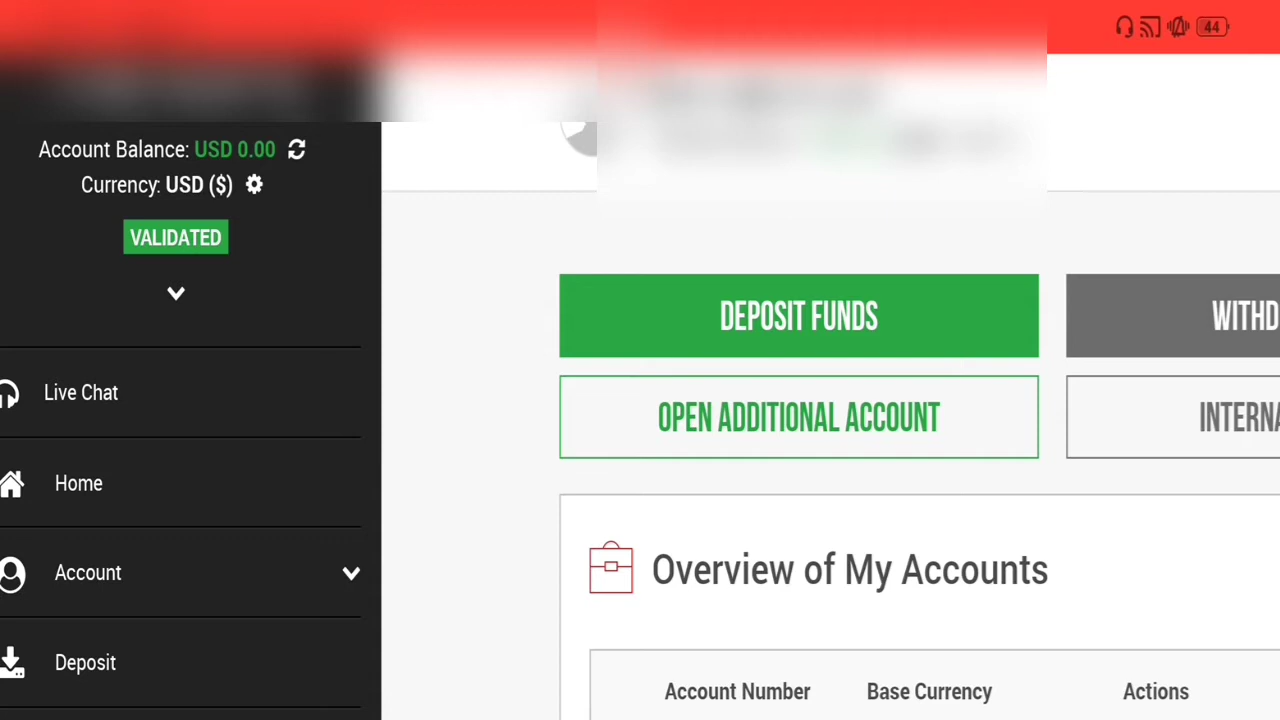 44
Account Balance: USD 0.00
Currency: USD ($)
VALIDATED
Live Chat
Home
Account
Deposit
DEPOSIT FUNDS
WITHD
OPEN ADDITIONAL ACCOUNT
INTERNA
Overview of My Accounts
Account Number Base Currency Actions